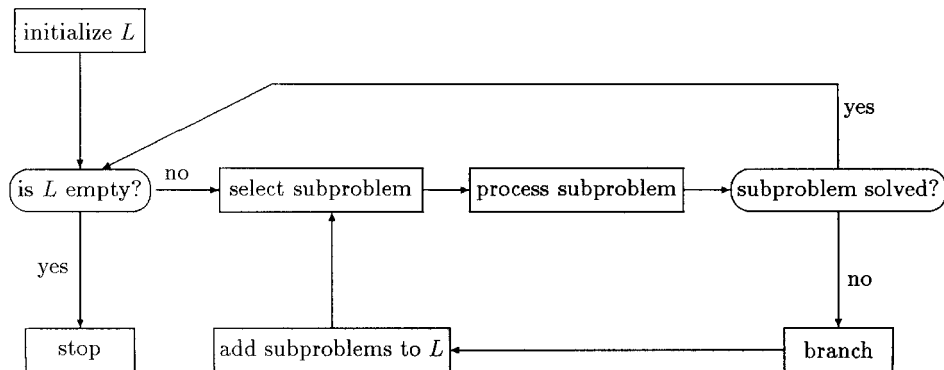 initialize L
yes
is L empty?
no
select subproblem
process subproblem
subproblem solved?
yes
no
stop
add subproblems to L
branch